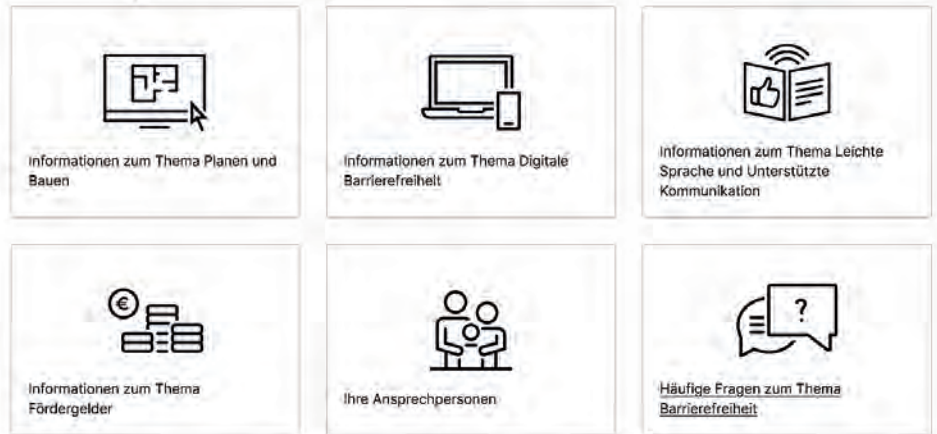 Informationen zum Thema Planen und
Bauen
Informationen zum Thema Digitale
Barrierefreiheit
Informationen zum Thema Leichte
Sprache und Unterstützte
Kommunikation
€
Informationen zum Thema
Fördergelder
Ihre Ansprechpersonen
?
Häufige Fragen zum Thema
Barrierefreiheit